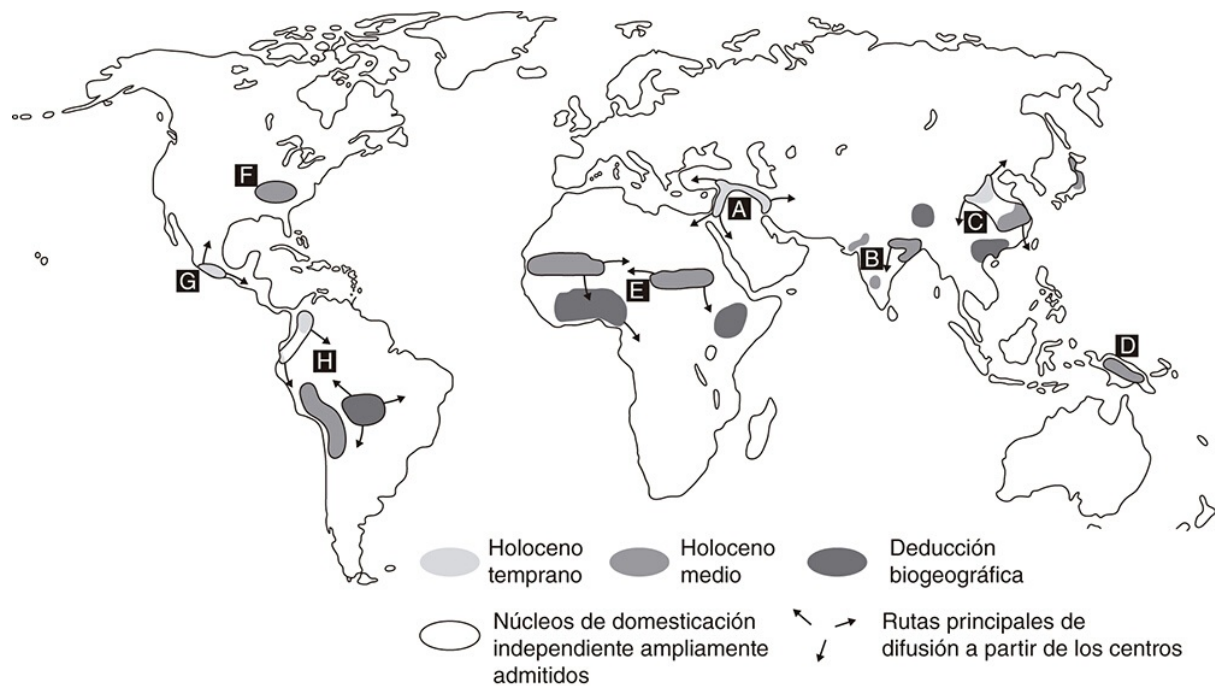 F
A
C
G
B
E
D
H
Holoceno
temprano
Holoceno
medio
Deducción
biogeográfica
Núcleos de domesticación
independiente ampliamente
admitidos
Rutas principales de
difusión a partir de los centros